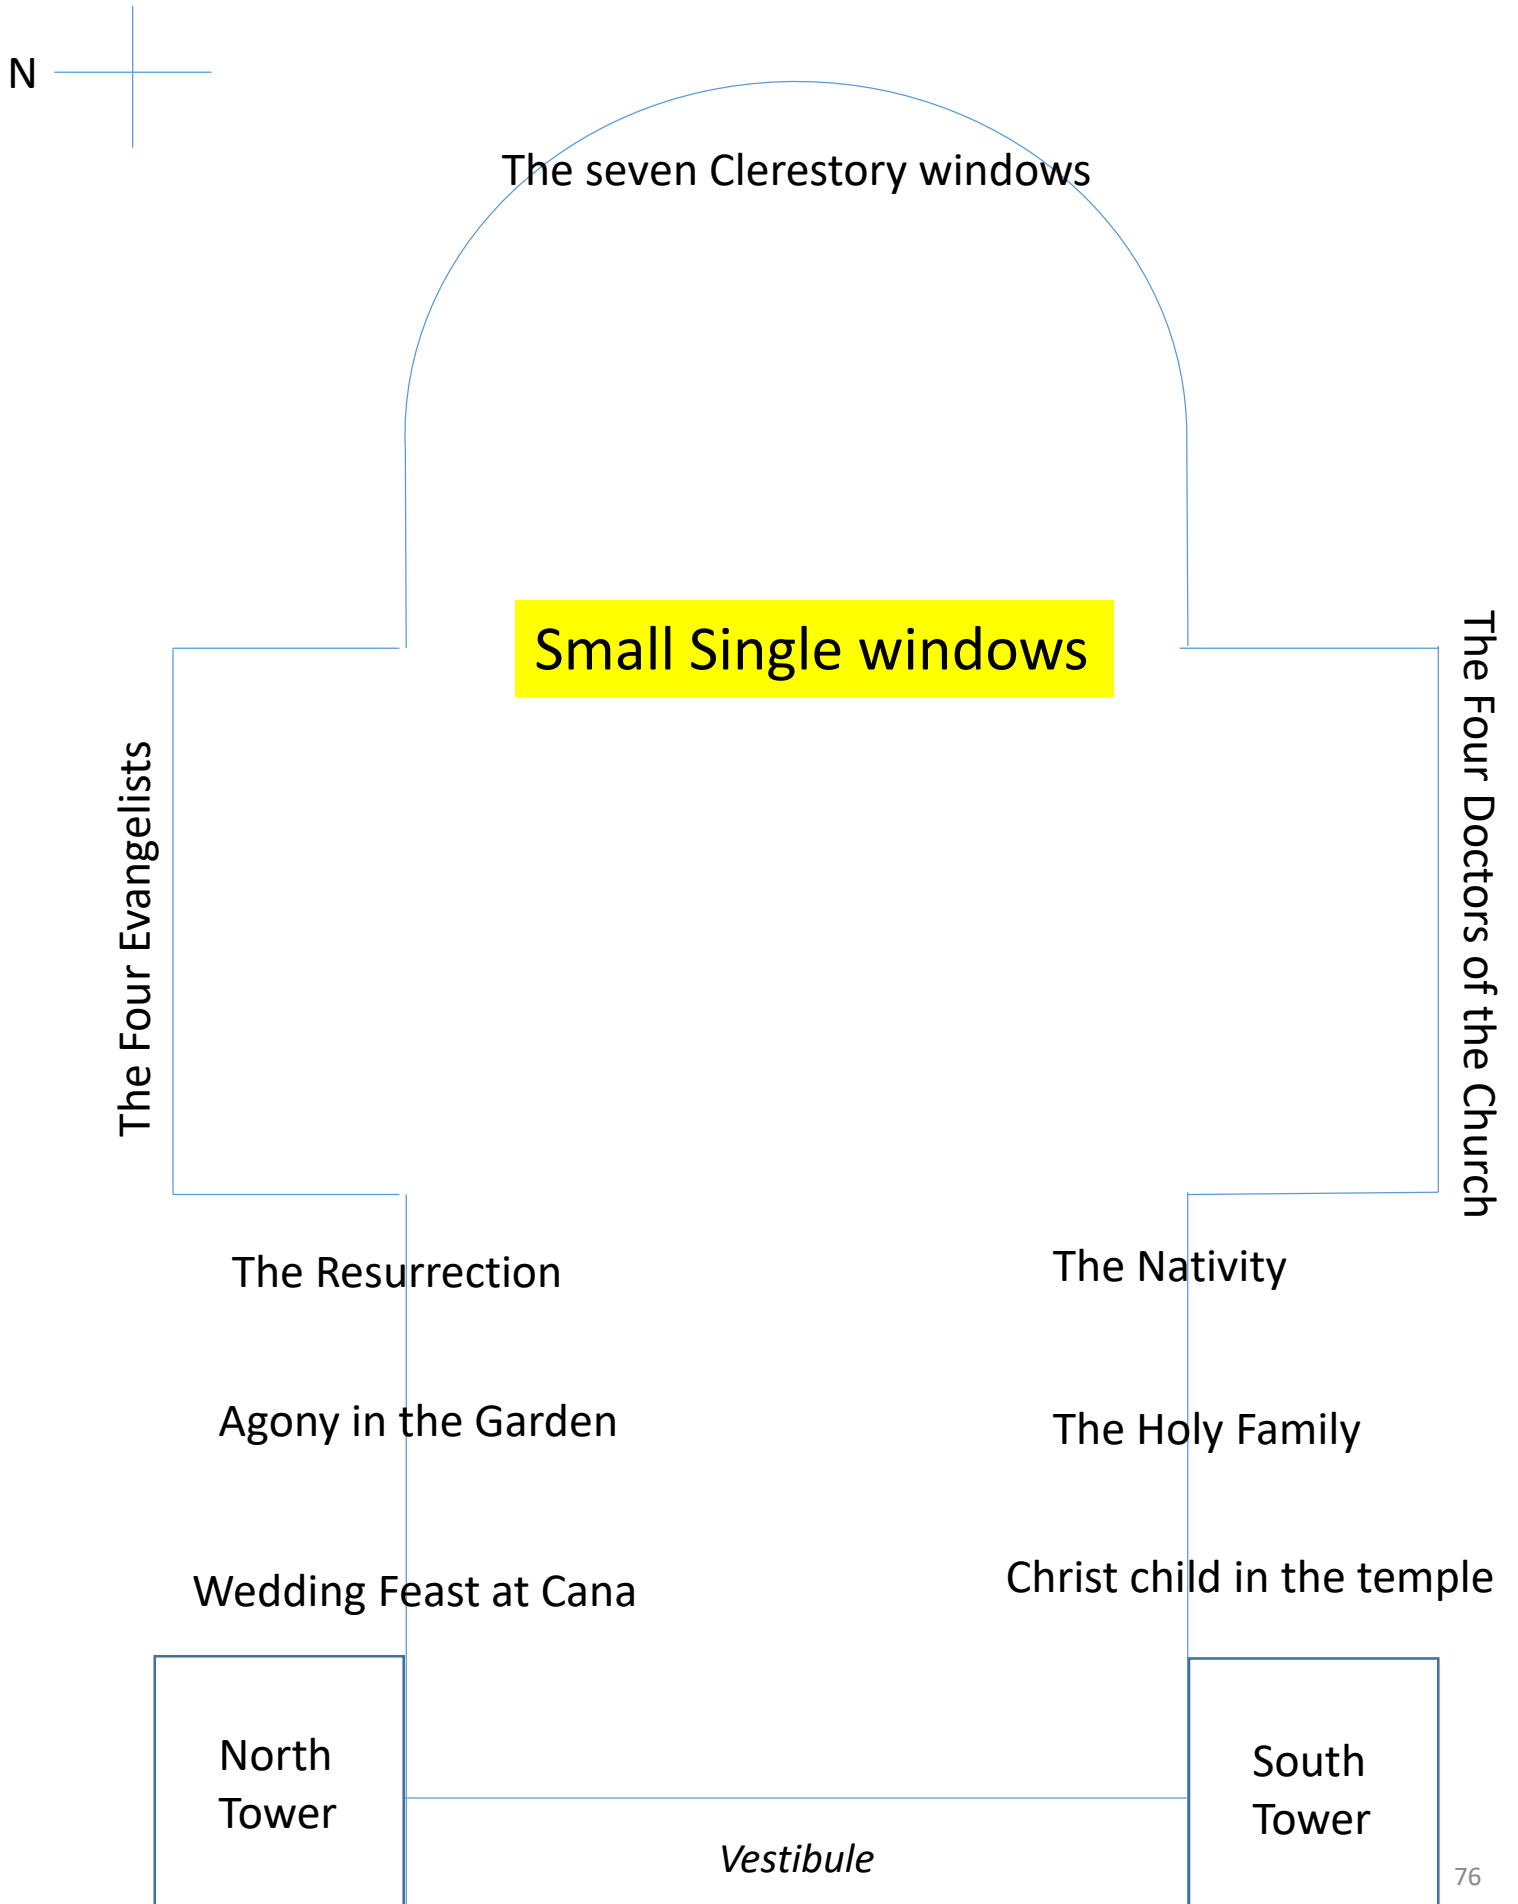 N
The seven Clerestory windows
Small Single windows
The Four Evangelists
The Four Doctors of the Church
The Resurrection
The Nativity
Agony in the Garden
The Holy Family
Wedding Feast at Cana
Christ child in the temple
North
Tower
South
Tower
Vestibule
76